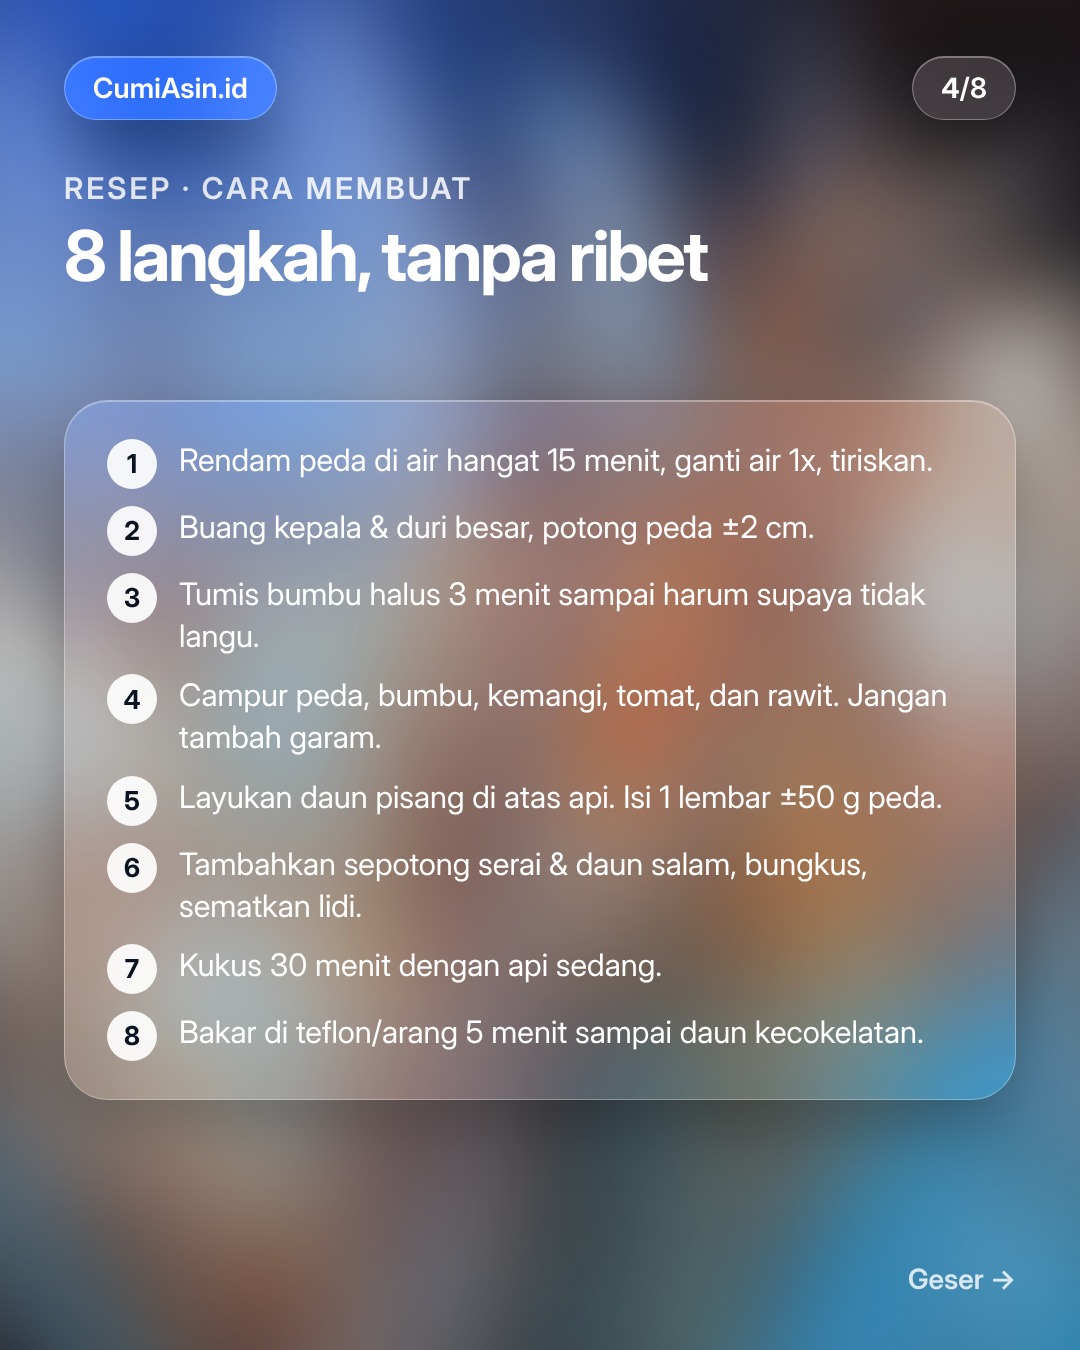 CumiAsin.id
4/8
RESEP · CARA MEMBUAT
8 langkah, tanpa ribet
1 Rendam peda di air hangat 15 menit, ganti air 1x, tiriskan.
2 Buang kepala & duri besar, potong peda ±2 cm.
3 Tumis bumbu halus 3 menit sampai harum supaya tidak
langu.
4 Campur peda, bumbu, kemangi, tomat, dan rawit. Jangan
tambah garam.
5 Layukan daun pisang di atas api. Isi 1 lembar ±50 g peda.
6 Tambahkan sepotong serai & daun salam, bungkus,
sematkan lidi.
7 Kukus 30 menit dengan api sedang.
8 Bakar di teflon/arang 5 menit sampai daun kecokelatan.
Geser →